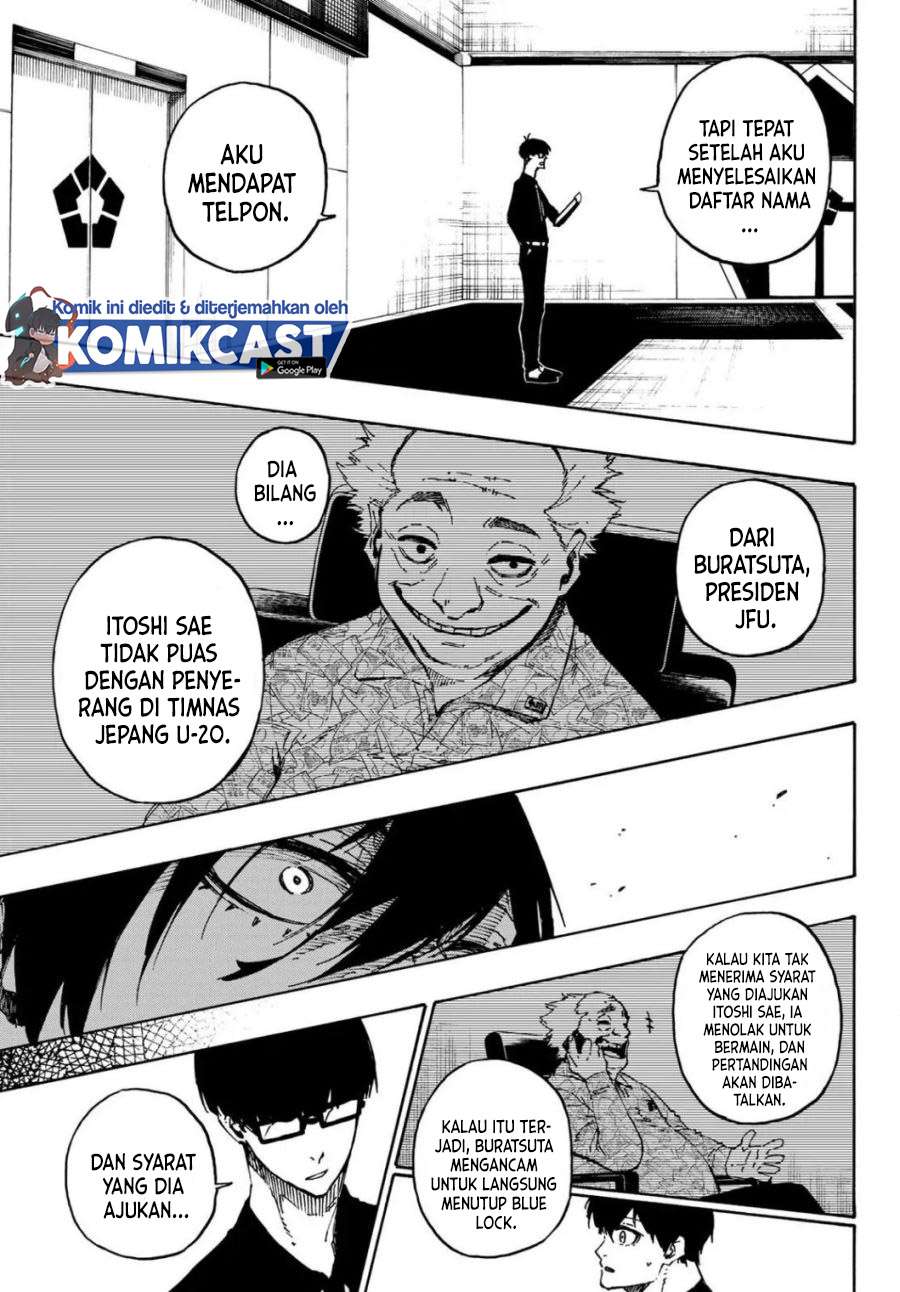 TAPI TEPAT
SETELAH AKU
MENYELESAIKAN
DAFTAR NAMA
...
AKU
MENDAPAT
TELPON.
Komik ini diedit & diterjemahkan oleh
KOMIKCAST
GET IT ON
Google Play
DARI
BURATSUTA,
PRESIDEN
JFU.
DIA
BILANG
...
ITOSHI SAE
TIDAK PUAS
DENGAN PENYE-
RANG DI TIMNAS
JEPANG U-20.
KALAU KITA TAK
MENERIMA SYARAT
YANG DIAJUKAN
ITOSHI SAE, IA
MENOLAK UNTUK
BERMAIN, DAN
PERTANDINGAN
AKAN DIBA-
TALKAN.
KALAU ITU TER-
JADI, BURATSUTA
MENGANCAM
UNTUK LANGSUNG
MENUTUP BLUE
LOCK.
DAN SYARAT
YANG DIA
AJUKAN...